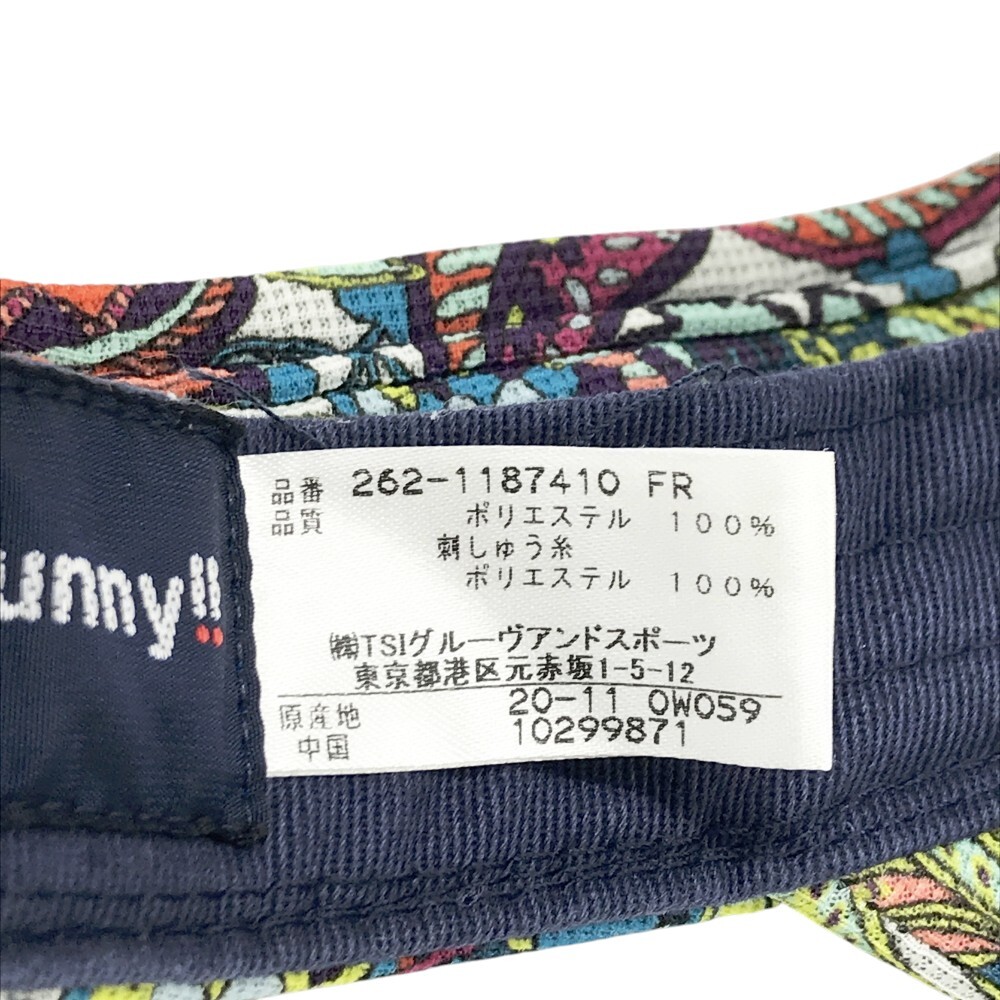 品番 262-1187410 FR
品質 ポリエステル 100%
刺しゅう糸
ポリエステル 100%
㈱TSIグルーヴアンドスポーツ
東京都港区元赤坂1-5-12
20-11 0W059
原産地 10299871
中国
unny!!